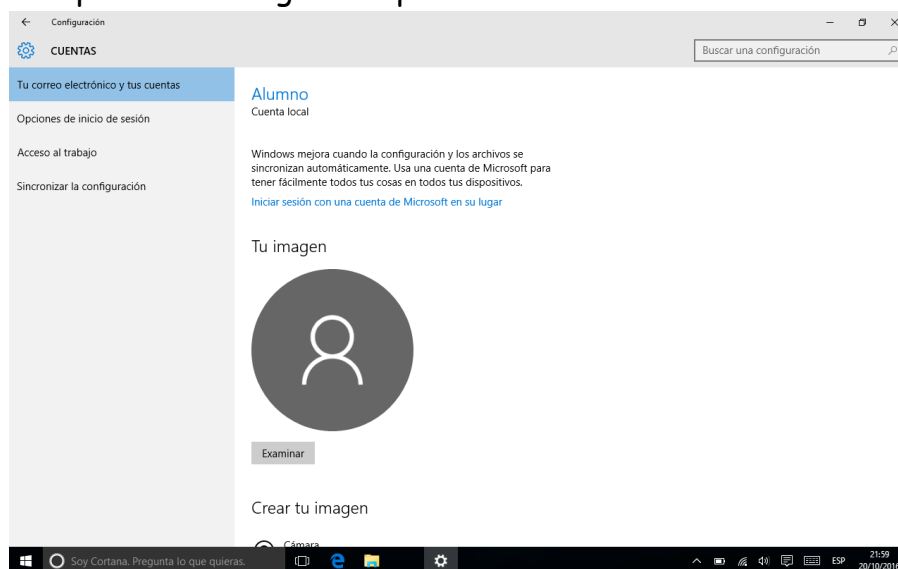 Configuración
CUENTAS
Buscar una configuración
Tu correo electrónico y tus cuentas
Opciones de inicio de sesión
Acceso al trabajo
Sincronizar la configuración
Alumno
Cuenta local
Windows mejora cuando la configuración y los archivos se
sincronizan automáticamente. Usa una cuenta de Microsoft para
tener fácilmente todos tus cosas en todos tus dispositivos.
Iniciar sesión con una cuenta de Microsoft en su lugar
Tu imagen
Examinar
Crear tu imagen
Cámara
Soy Cortana. Pregunta lo que quieras.
ESP
21:59
20/10/2016